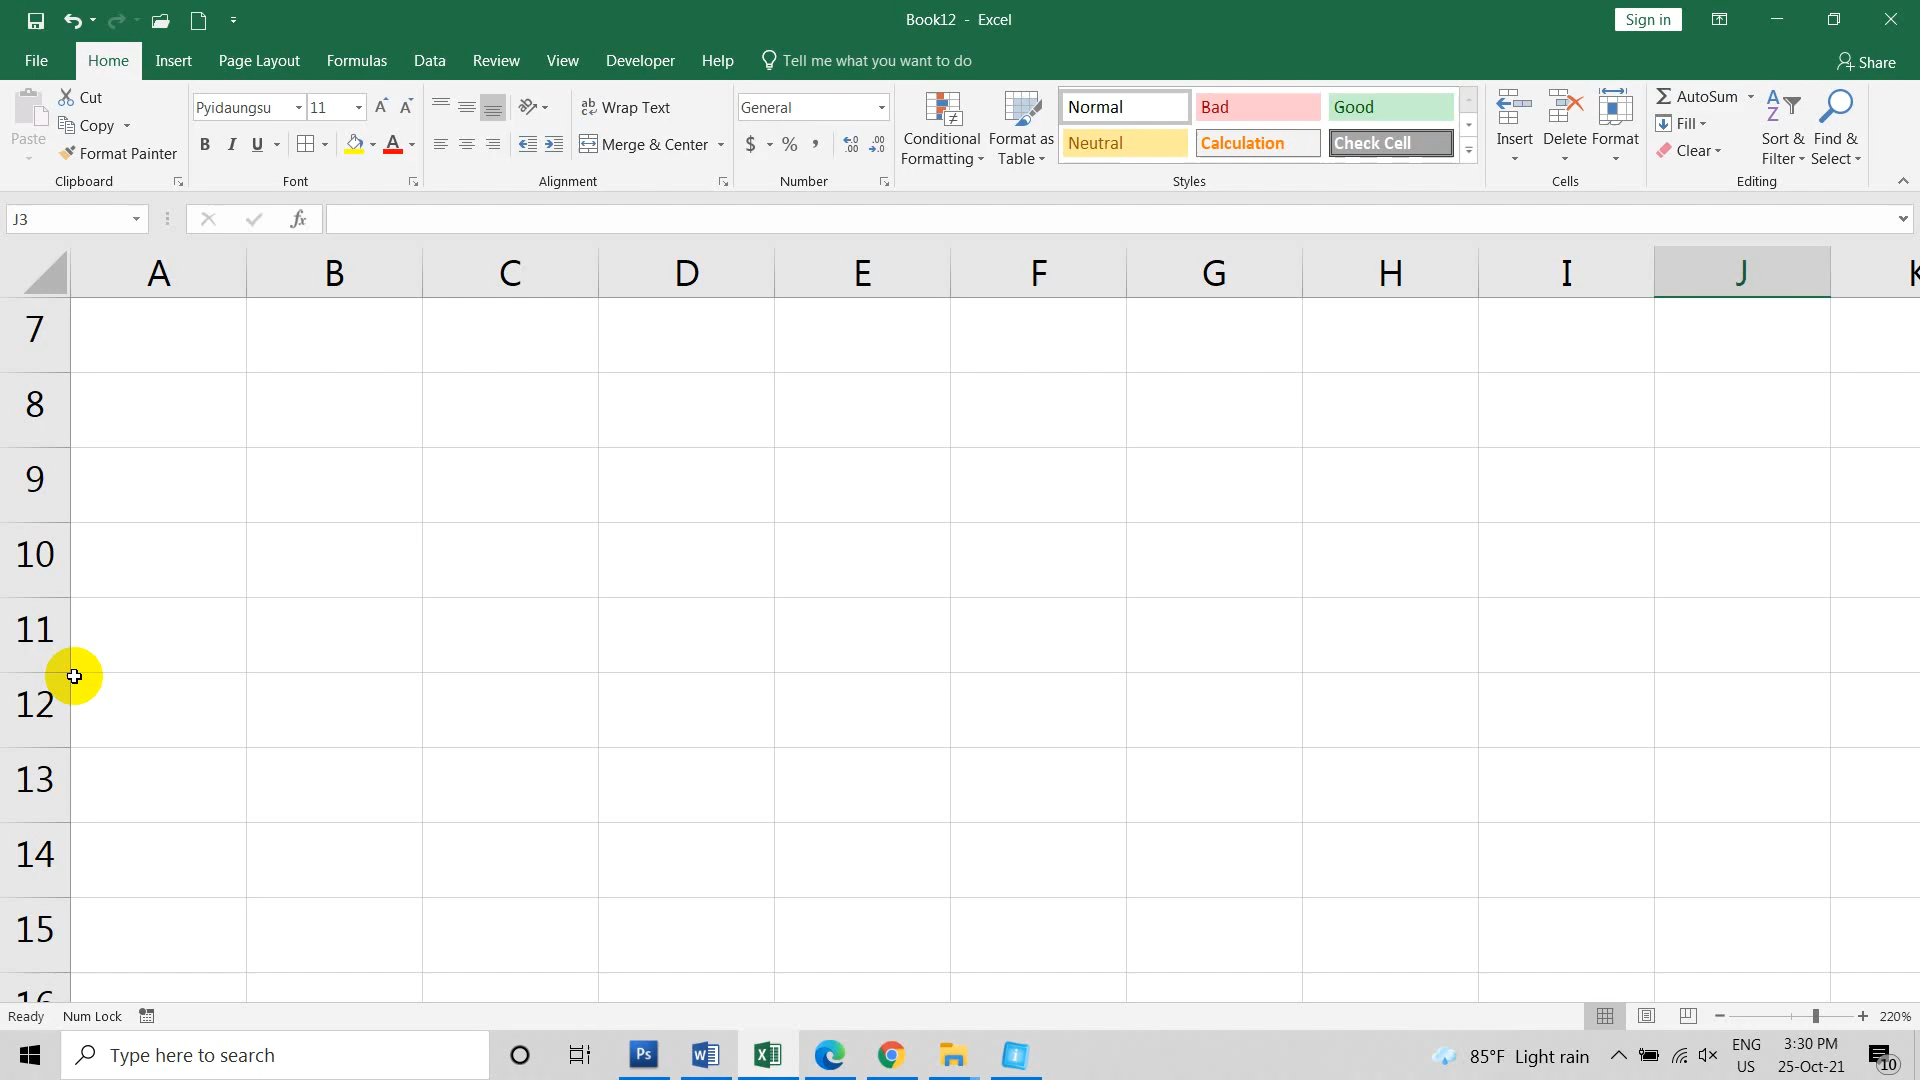 Book12 - Excel
Sign in
File Home Insert Page Layout Formulas Data Review View Developer Help Tell me what you want to do Share
Paste
Cut
Copy
Format Painter
Clipboard
Pyidaungsu 11
B I U A
Font
Wrap Text
Merge & Center
Alignment
General
$ % ,
Number
Conditional Formatting
Format as Table
Normal Bad Good
Neutral Calculation Check Cell
Styles
Insert Delete Format
Cells
AutoSum
Fill
Clear
Sort & Filter
Find & Select
Editing
J3 fx
A B C D E F G H I J K
7
8
9
10
11
12
13
14
15
16
Ready Num Lock 220%
Type here to search
Ps
85°F Light rain
ENG
US
3:30 PM
25-Oct-21
10